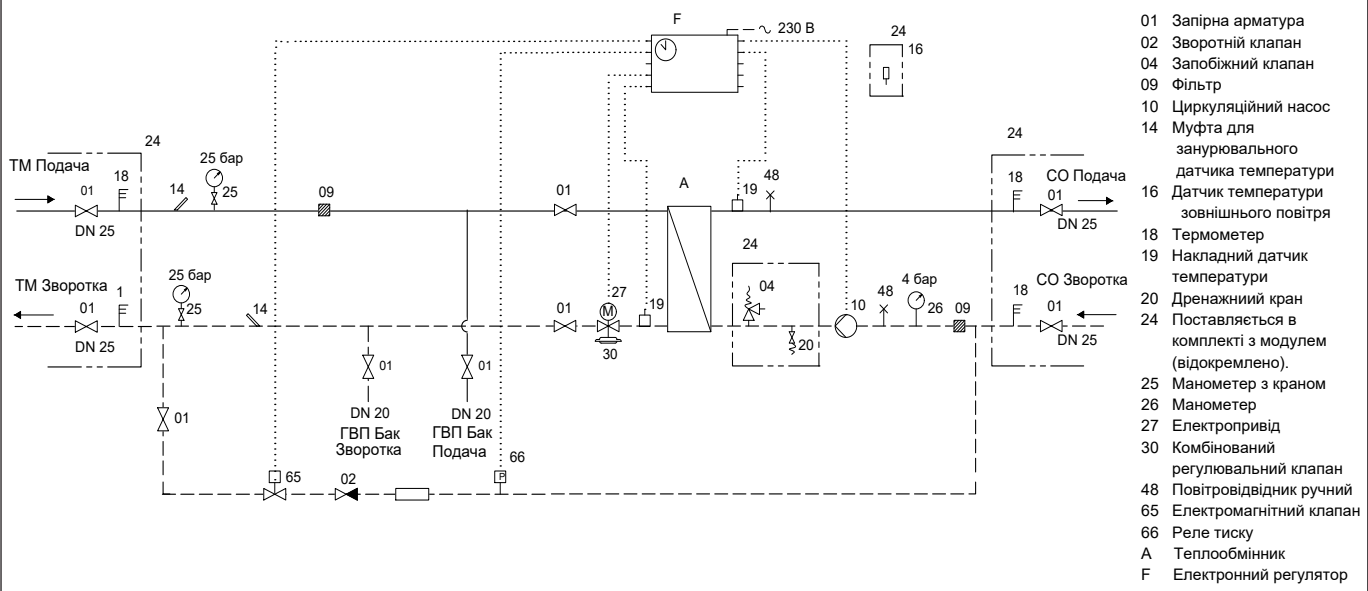 F
230 В
24
16
24
24
ТМ Подача
18
01
DN 25
14
25 бар
25
09
01
A
19
48
18
СО Подача
01
DN 25
ТМ Зворотка
01
DN 25
1
25 бар
25
14
01
27
M
30
19
24
04
20
10
48
4 бар
26
09
18
СО Зворотка
01
DN 25
01
01
01
DN 20
ГВП Бак
Зворотка
DN 20
ГВП Бак
Подача
65
02
66
P
01 Запірна арматура
02 Зворотній клапан
04 Запобіжний клапан
09 Фільтр
10 Циркуляційний насос
14 Муфта для
занурювального
датчика температури
16 Датчик температури
зовнішнього повітря
18 Термометер
19 Накладний датчик
температури
20 Дренажниий кран
24 Поставляється в
комплекті з модулем
(відокремлено).
25 Манометер з краном
26 Манометер
27 Електропривід
30 Комбінований
регулювальний клапан
48 Повітровідвідник ручний
65 Електромагнітний клапан
66 Реле тиску
A Теплообмінник
F Електронний регулятор